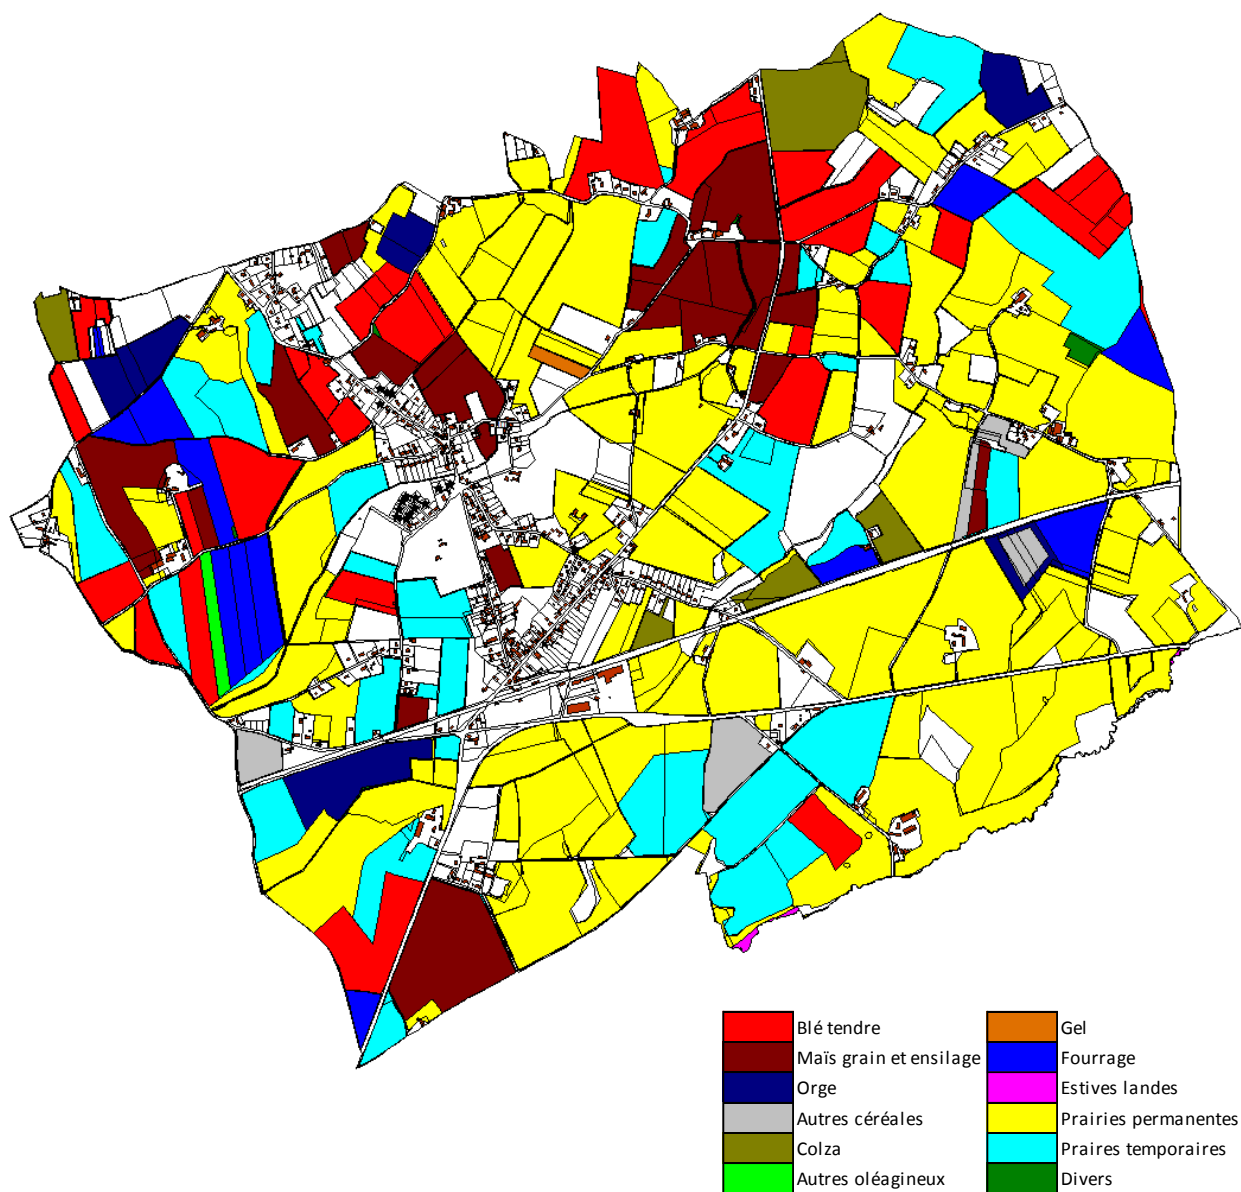 Blé tendre
Maïs grain et ensilage
Orge
Autres céréales
Colza
Autres oléagineux
Gel
Fourrage
Estives landes
Prairies permanentes
Praires temporaires
Divers